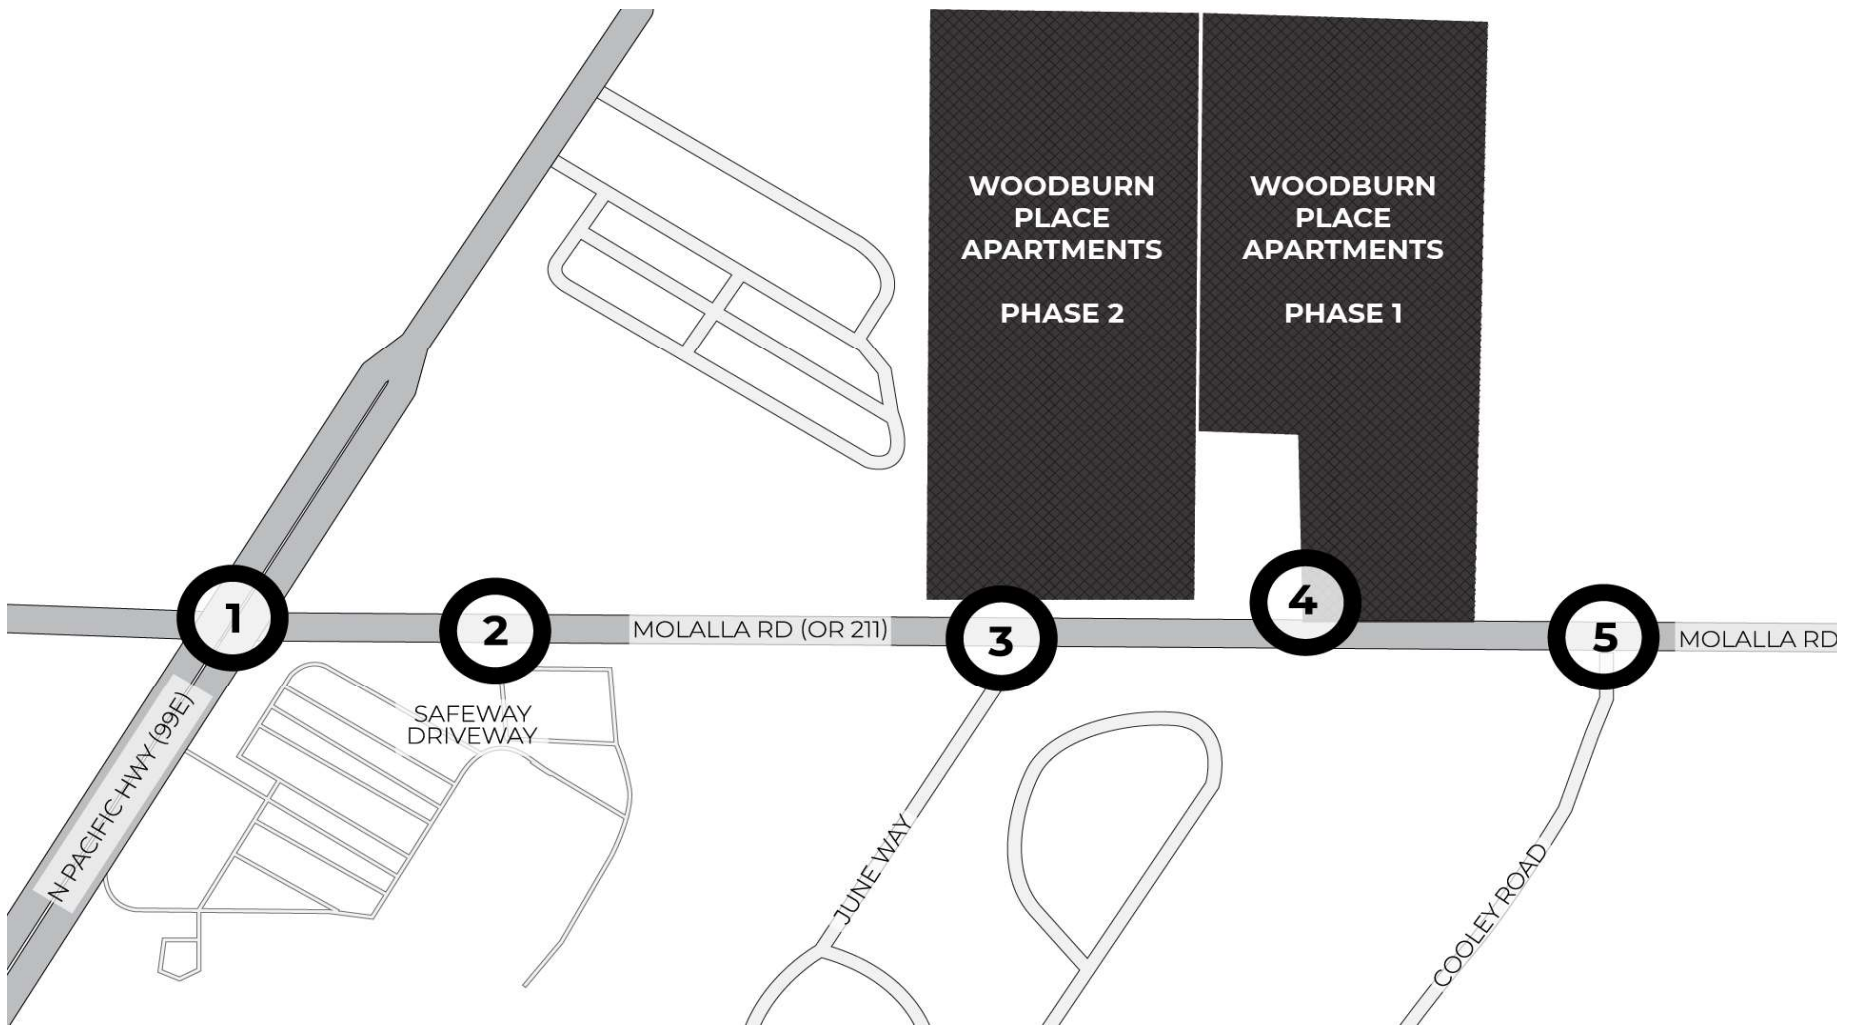 WOODBURN
PLACE
APARTMENTS
PHASE 2
WOODBURN
PLACE
APARTMENTS
PHASE 1
1
2
MOLALLA RD (OR 211)
3
4
5
MOLALLA RD
SAFEWAY
DRIVEWAY
N PACIFIC HWY (99E)
JUNE WAY
COOLEY ROAD